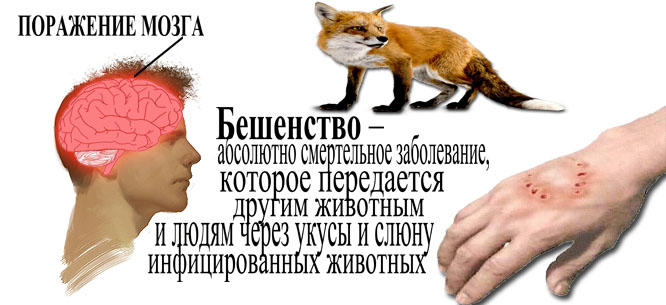 ПОРАЖЕНИЕ МОЗГА
Бешенство –
абсолютно смертельное заболевание,
которое передается
другим животным
и людям через укусы и слюну
инфицированных животных